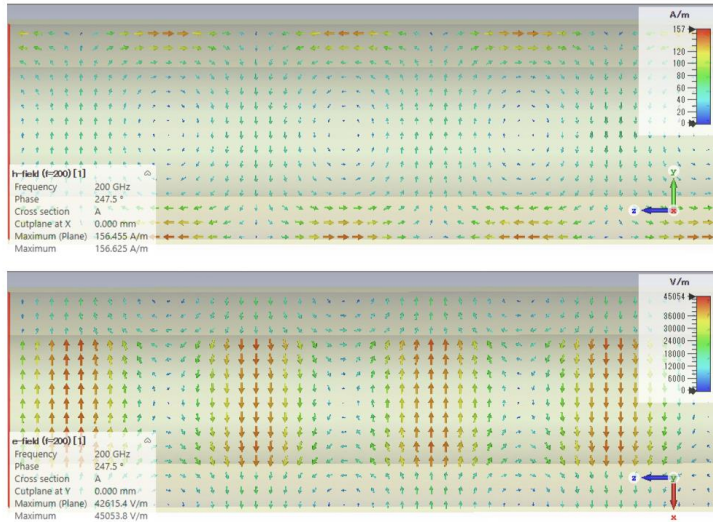 A/m
157
120
100
80
60
40
20
0
h-field (f=200) [1]
Frequency 200 GHz
Phase 247.5 °
Cross section A
Cutplane at X 0.000 mm
Maximum (Plane) 156.455 A/m
Maximum 156.625 A/m
y
z
x
V/m
45054
36000
30000
24000
18000
12000
6000
0
e-field (f=200) [1]
Frequency 200 GHz
Phase 247.5 °
Cross section A
Cutplane at Y 0.000 mm
Maximum (Plane) 42615.4 V/m
Maximum 45053.8 V/m
z
y
x